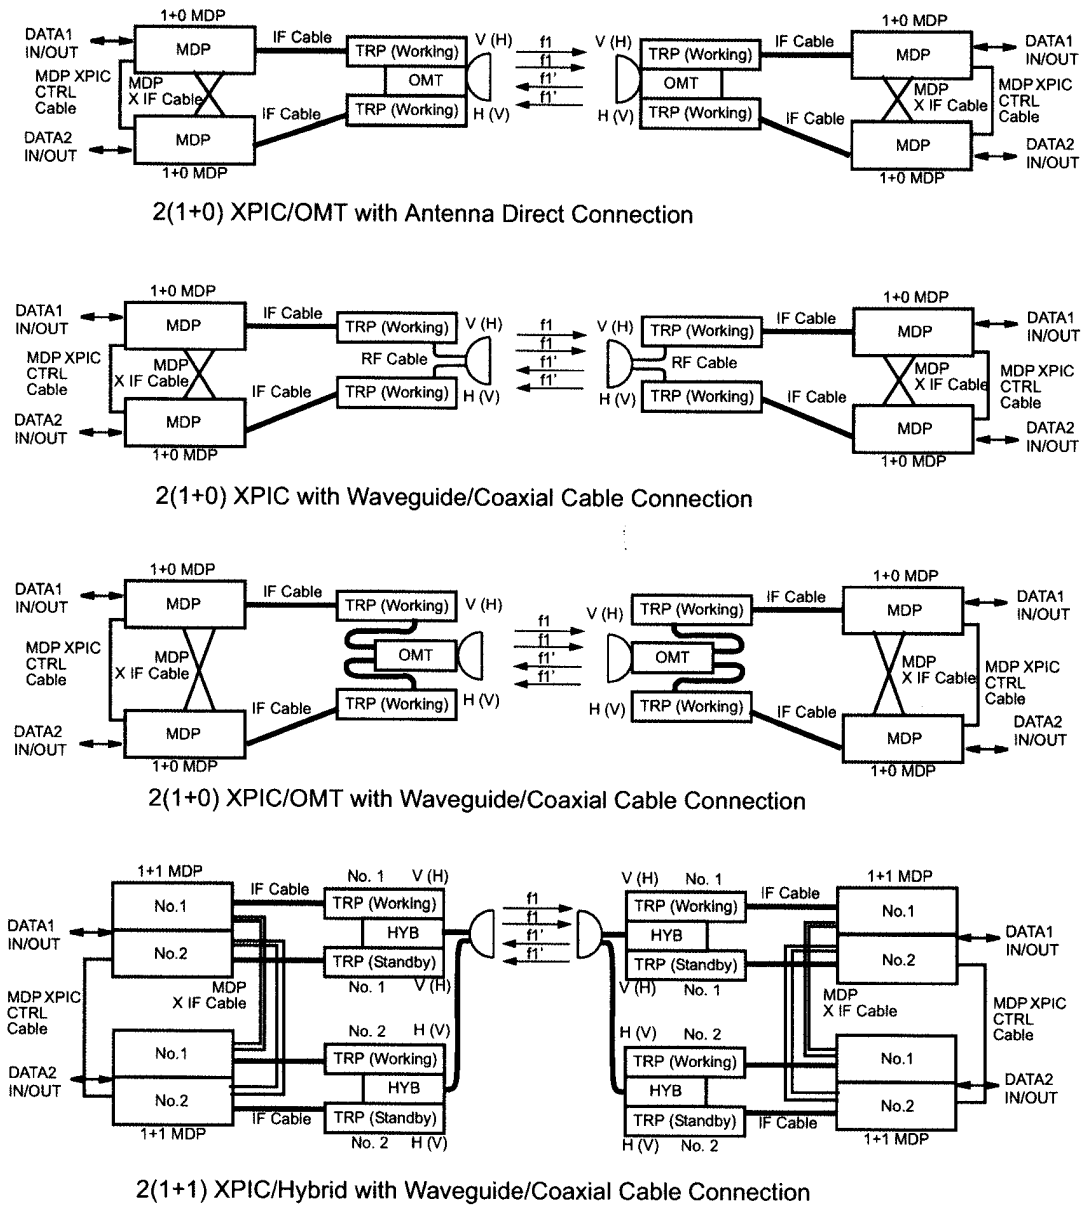 1+0 MDP
DATA1
IN/OUT
MDP
IF Cable
TRP (Working)
V (H)
MDP XPIC
CTRL
Cable
MDP
X IF Cable
OMT
IF Cable
TRP (Working)
H (V)
DATA2
IN/OUT
MDP
1+0 MDP
f1
f1
f1'
f1'
1+0 MDP
V (H)
TRP (Working)
IF Cable
MDP
DATA1
IN/OUT
OMT
MDP
X IF Cable
MDP XPIC
CTRL
Cable
H (V)
TRP (Working)
IF Cable
MDP
DATA2
IN/OUT
1+0 MDP
2(1+0) XPIC/OMT with Antenna Direct Connection
1+0 MDP
DATA1
IN/OUT
MDP
IF Cable
TRP (Working)
V (H)
MDP XPIC
CTRL
Cable
MDP
X IF Cable
RF Cable
IF Cable
TRP (Working)
H (V)
DATA2
IN/OUT
MDP
1+0 MDP
f1
f1
f1'
f1'
1+0 MDP
V (H)
TRP (Working)
IF Cable
MDP
DATA1
IN/OUT
RF Cable
MDP
X IF Cable
MDP XPIC
CTRL
Cable
H (V)
TRP (Working)
IF Cable
MDP
DATA2
IN/OUT
1+0 MDP
2(1+0) XPIC with Waveguide/Coaxial Cable Connection
1+0 MDP
DATA1
IN/OUT
MDP
IF Cable
TRP (Working)
V (H)
MDP XPIC
CTRL
Cable
MDP
X IF Cable
OMT
IF Cable
TRP (Working)
H (V)
DATA2
IN/OUT
MDP
1+0 MDP
f1
f1
f1'
f1'
1+0 MDP
V (H)
TRP (Working)
IF Cable
MDP
DATA1
IN/OUT
OMT
MDP
X IF Cable
MDP XPIC
CTRL
Cable
H (V)
TRP (Working)
IF Cable
MDP
DATA2
IN/OUT
1+0 MDP
2(1+0) XPIC/OMT with Waveguide/Coaxial Cable Connection
1+1 MDP
No. 1
V (H)
DATA1
IN/OUT
No.1
No.2
IF Cable
TRP (Working)
HYB
TRP (Standby)
No. 1
V (H)
MDP XPIC
CTRL
Cable
MDP
X IF Cable
No. 2
H (V)
DATA2
IN/OUT
No.1
No.2
IF Cable
TRP (Working)
HYB
TRP (Standby)
No. 2
H (V)
1+1 MDP
f1
f1
f1'
f1'
V (H)
No. 1
1+1 MDP
TRP (Working)
HYB
TRP (Standby)
IF Cable
No.1
No.2
DATA1
IN/OUT
V (H)
No. 1
MDP
X IF Cable
MDP XPIC
CTRL
Cable
H (V)
No. 2
TRP (Working)
HYB
TRP (Standby)
IF Cable
No.1
No.2
DATA2
IN/OUT
H (V)
No. 2
1+1 MDP
2(1+1) XPIC/Hybrid with Waveguide/Coaxial Cable Connection